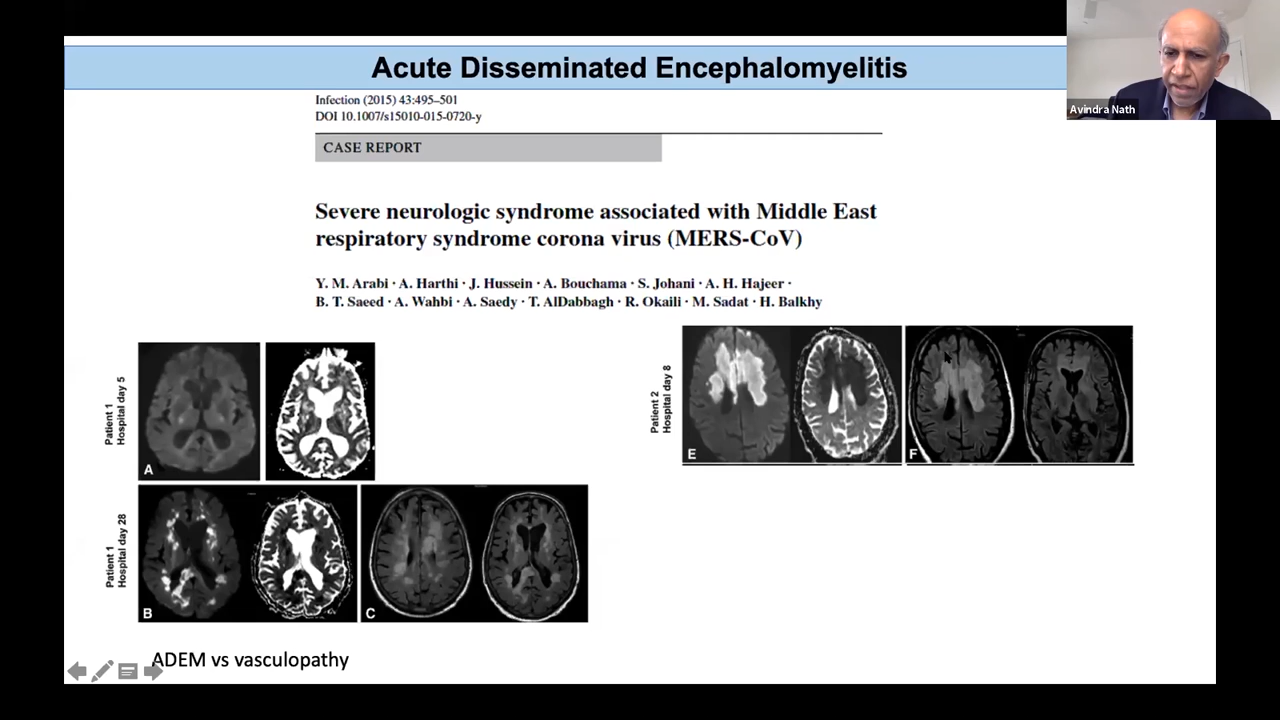 Acute Disseminated Encephalomyelitis
Avindra Nath
Infection (2015) 43:495–501
DOI 10.1007/s15010-015-0720-y
CASE REPORT
Severe neurologic syndrome associated with Middle East
respiratory syndrome corona virus (MERS-CoV)
Y. M. Arabi · A. Harthi · J. Hussein · A. Bouchama · S. Johani · A. H. Hajeer ·
B. T. Saeed · A. Wahbi · A. Saedy · T. AlDabbagh · R. Okaili · M. Sadat · H. Balkhy
Patient 1
Hospital day 5
A
Patient 2
Hospital day 8
E
F
Patient 1
Hospital day 28
B
C
ADEM vs vasculopathy